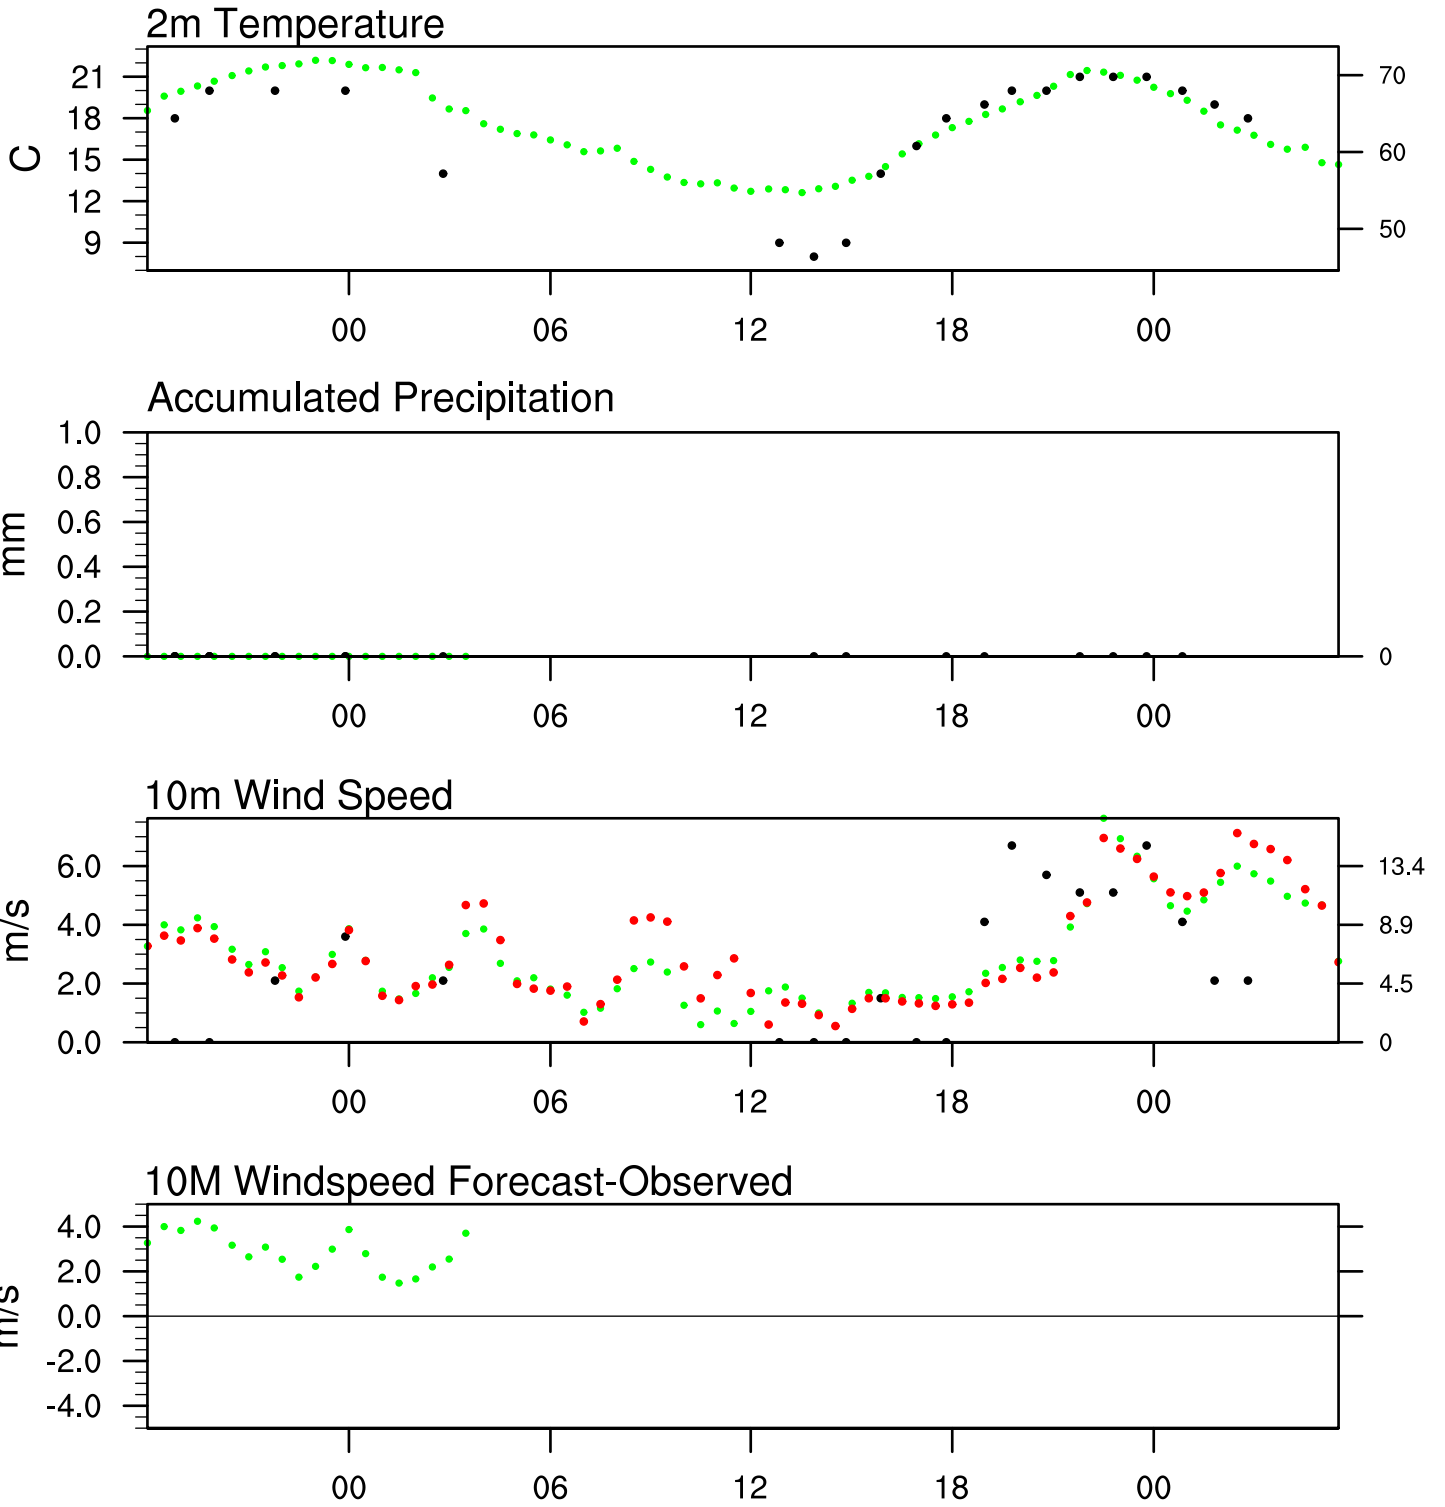 2m Temperature
21
18
15
12
9
C
70
60
50
00 06 12 18 00
Accumulated Precipitation
1.0
0.8
0.6
0.4
0.2
0.0
mm
0
00 06 12 18 00
10m Wind Speed
6.0
4.0
2.0
0.0
m/s
13.4
8.9
4.5
0
00 06 12 18 00
10M Windspeed Forecast-Observed
4.0
2.0
0.0
-2.0
-4.0
m/s
00 06 12 18 00